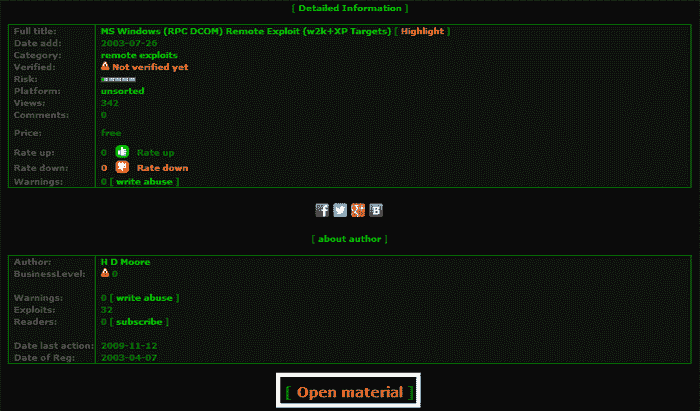 [ Detailed Information ]
Full title: MS Windows (RPC DCOM) Remote Exploit (w2k+XP Targets) [ Highlight ]
Date add: 2003-07-26
Category: remote exploits
Verified: Not verified yet
Risk:
Platform: unsorted
Views: 342
Comments: 0
Price: free
Rate up: 0 Rate up
Rate down: 0 Rate down
Warnings: 0 [ write abuse ]
[ about author ]
Author: H D Moore
BusinessLevel: 0
Warnings: 0 [ write abuse ]
Exploits: 32
Readers: 0 [ subscribe ]
Date last action: 2009-11-12
Date of Reg: 2003-04-07
[ Open material ]